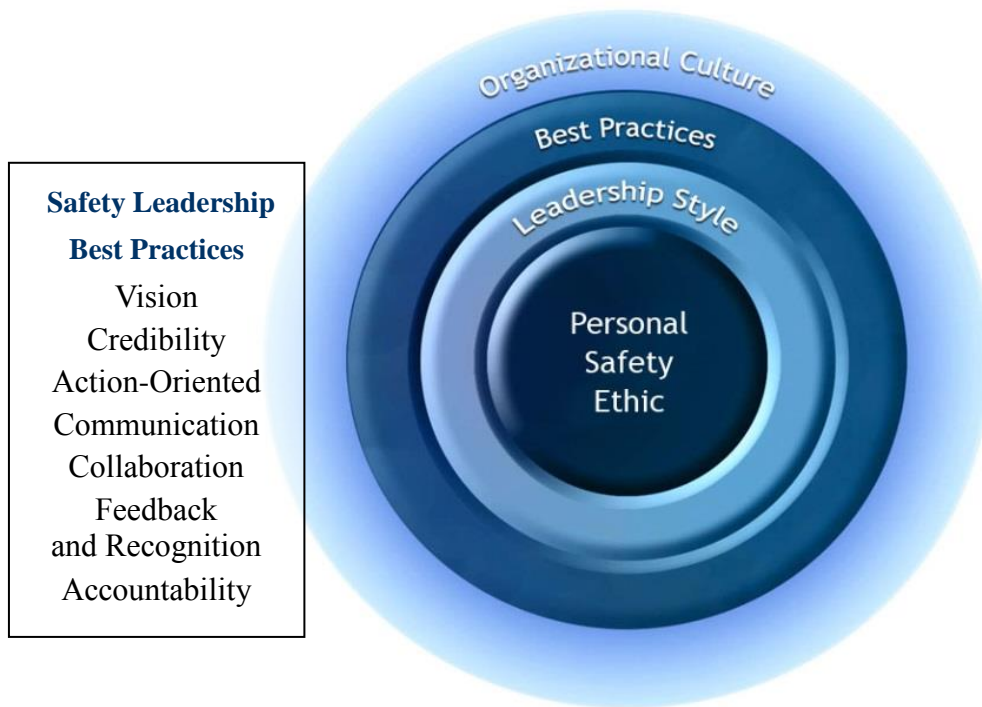 Safety Leadership
Best Practices
Vision
Credibility
Action-Oriented
Communication
Collaboration
Feedback
and Recognition
Accountability
Organizational Culture
Best Practices
Leadership Style
Personal
Safety
Ethic